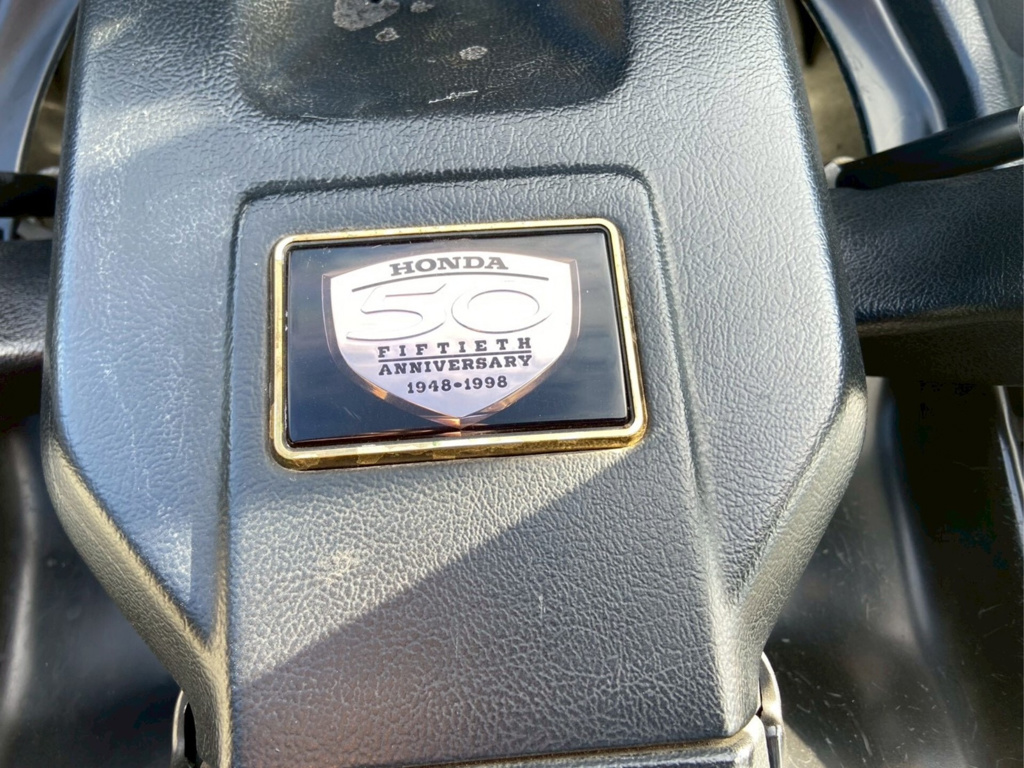 HONDA
50
FIFTIETH
ANNIVERSARY
1948•1998